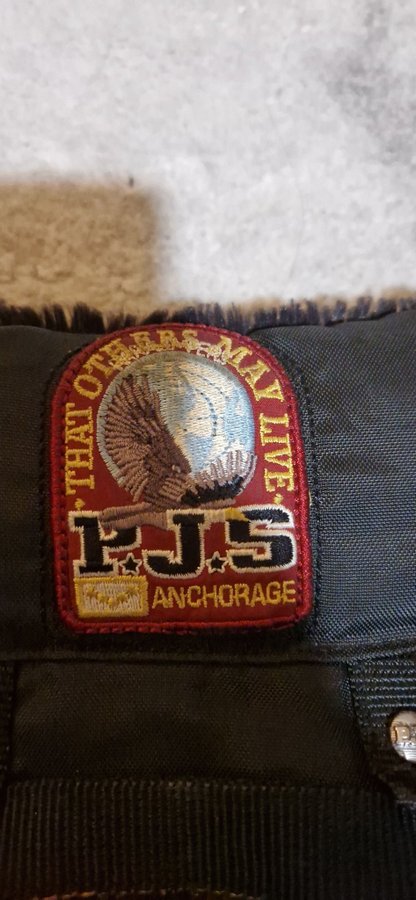 THAT OTHERS MAY LIVE
P.J.S
ANCHORAGE